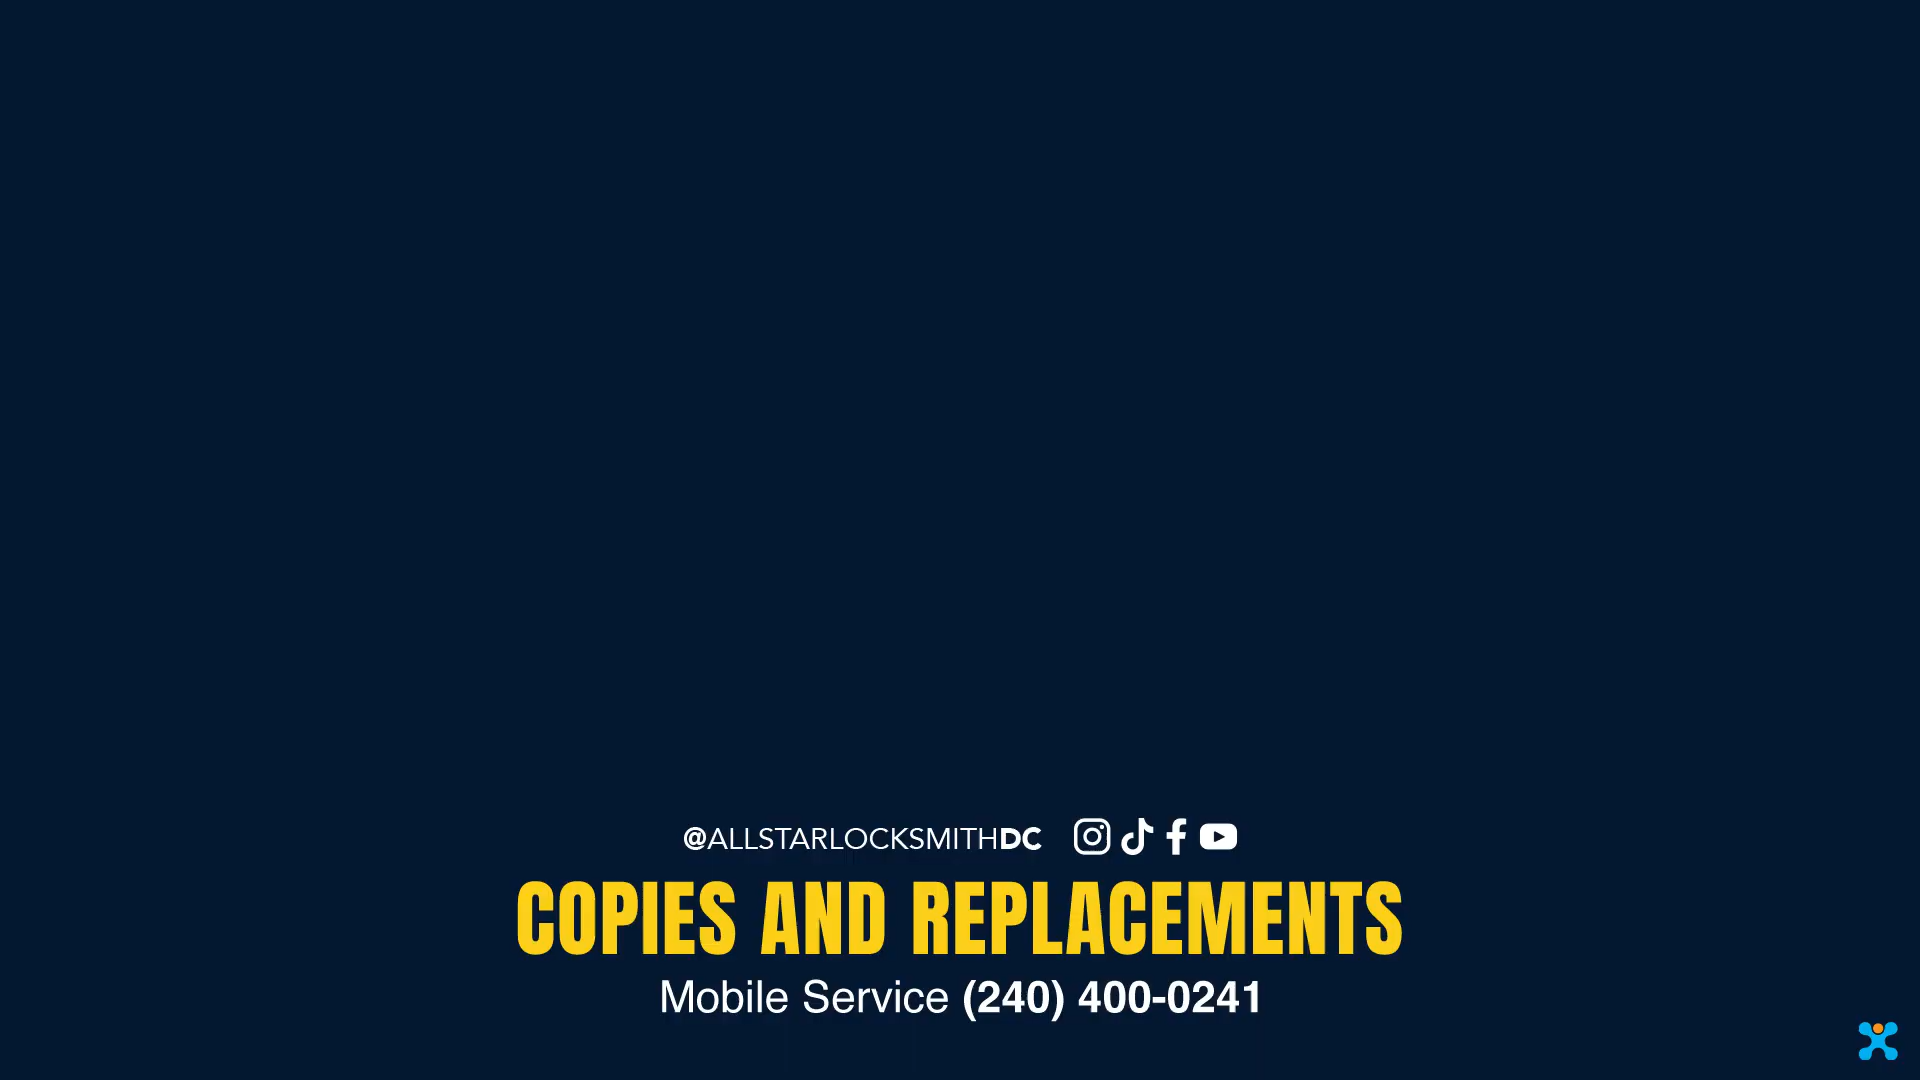 @ALLSTARLOCKSMITHDC
COPIES AND REPLACEMENTS
Mobile Service (240) 400-0241